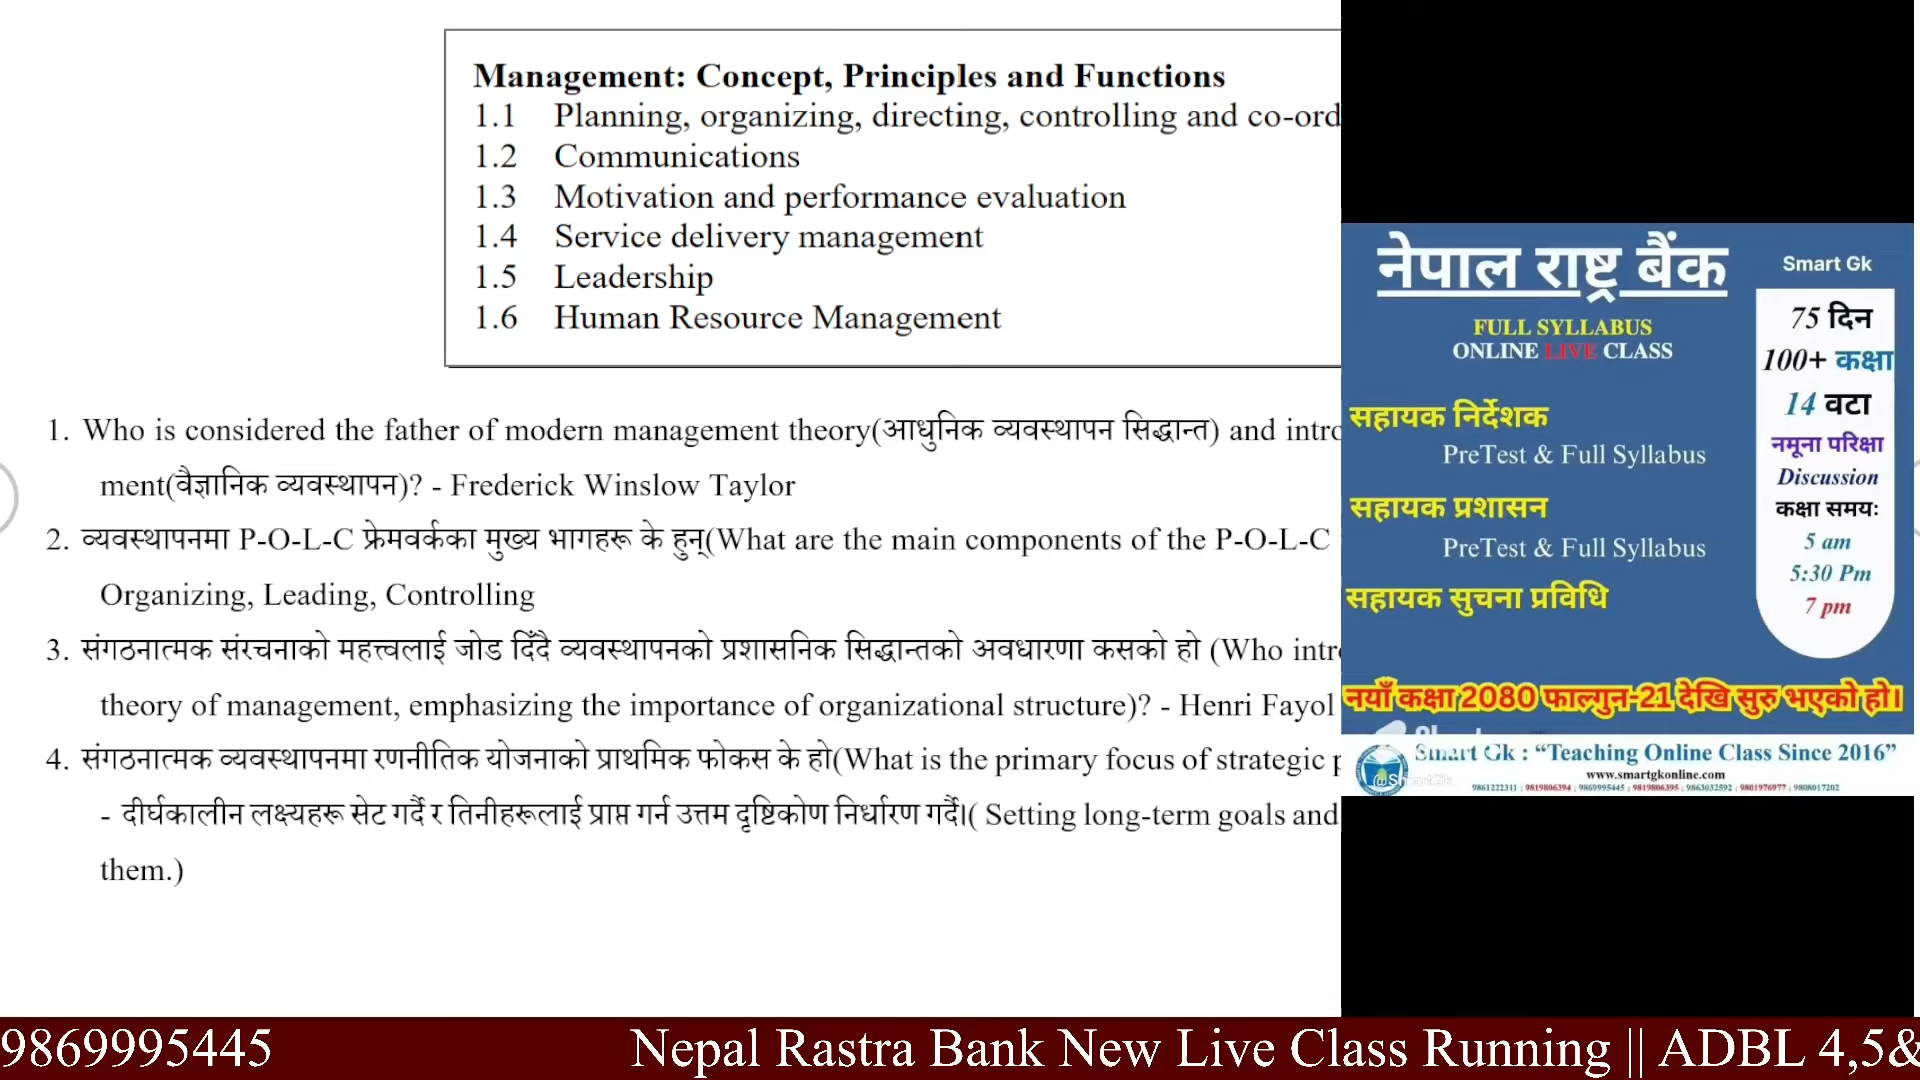 Management: Concept, Principles and Functions
1.1 Planning, organizing, directing, controlling and co-ord
1.2 Communications
1.3 Motivation and performance evaluation
1.4 Service delivery management
1.5 Leadership
1.6 Human Resource Management
1. Who is considered the father of modern management theory(आधुनिक व्यवस्थापन सिद्धान्त) and intro
ment(वैज्ञानिक व्यवस्थापन)? - Frederick Winslow Taylor
2. व्यवस्थापनमा P-O-L-C फ्रेमवर्कका मुख्य भागहरू के हुन्(What are the main components of the P-O-L-C
Organizing, Leading, Controlling
3. संगठनात्मक संरचनाको महत्त्वलाई जोड दिँदै व्यवस्थापनको प्रशासनिक सिद्धान्तको अवधारणा कसको हो (Who intr
theory of management, emphasizing the importance of organizational structure)? - Henri Fayol
4. संगठनात्मक व्यवस्थापनमा रणनीतिक योजनाको प्राथमिक फोकस के हो(What is the primary focus of strategic p
- दीर्घकालीन लक्ष्यहरू सेट गर्दै र तिनीहरूलाई प्राप्त गर्न उत्तम दृष्टिकोण निर्धारण गर्दै।( Setting long-term goals and
them.)
नेपाल राष्ट्र बैंक
FULL SYLLABUS
ONLINE LIVE CLASS
सहायक निर्देशक
PreTest & Full Syllabus
सहायक प्रशासन
PreTest & Full Syllabus
सहायक सुचना प्रविधि
Smart Gk
75 दिन
100+ कक्षा
14 वटा
नमूना परिक्षा
Discussion
कक्षा समयः
5 am
5:30 Pm
7 pm
नयाँ कक्षा 2080 फाल्गुन-21 देखि सुरु भएको हो।
Smart Gk : “Teaching Online Class Since 2016”
www.smartgkonline.com
9861222311 ; 9819806394 ; 9869995445 ; 9819806395 ; 9863032592 ; 9801976977 ; 9808017202
9869995445 Nepal Rastra Bank New Live Class Running || ADBL 4,5&